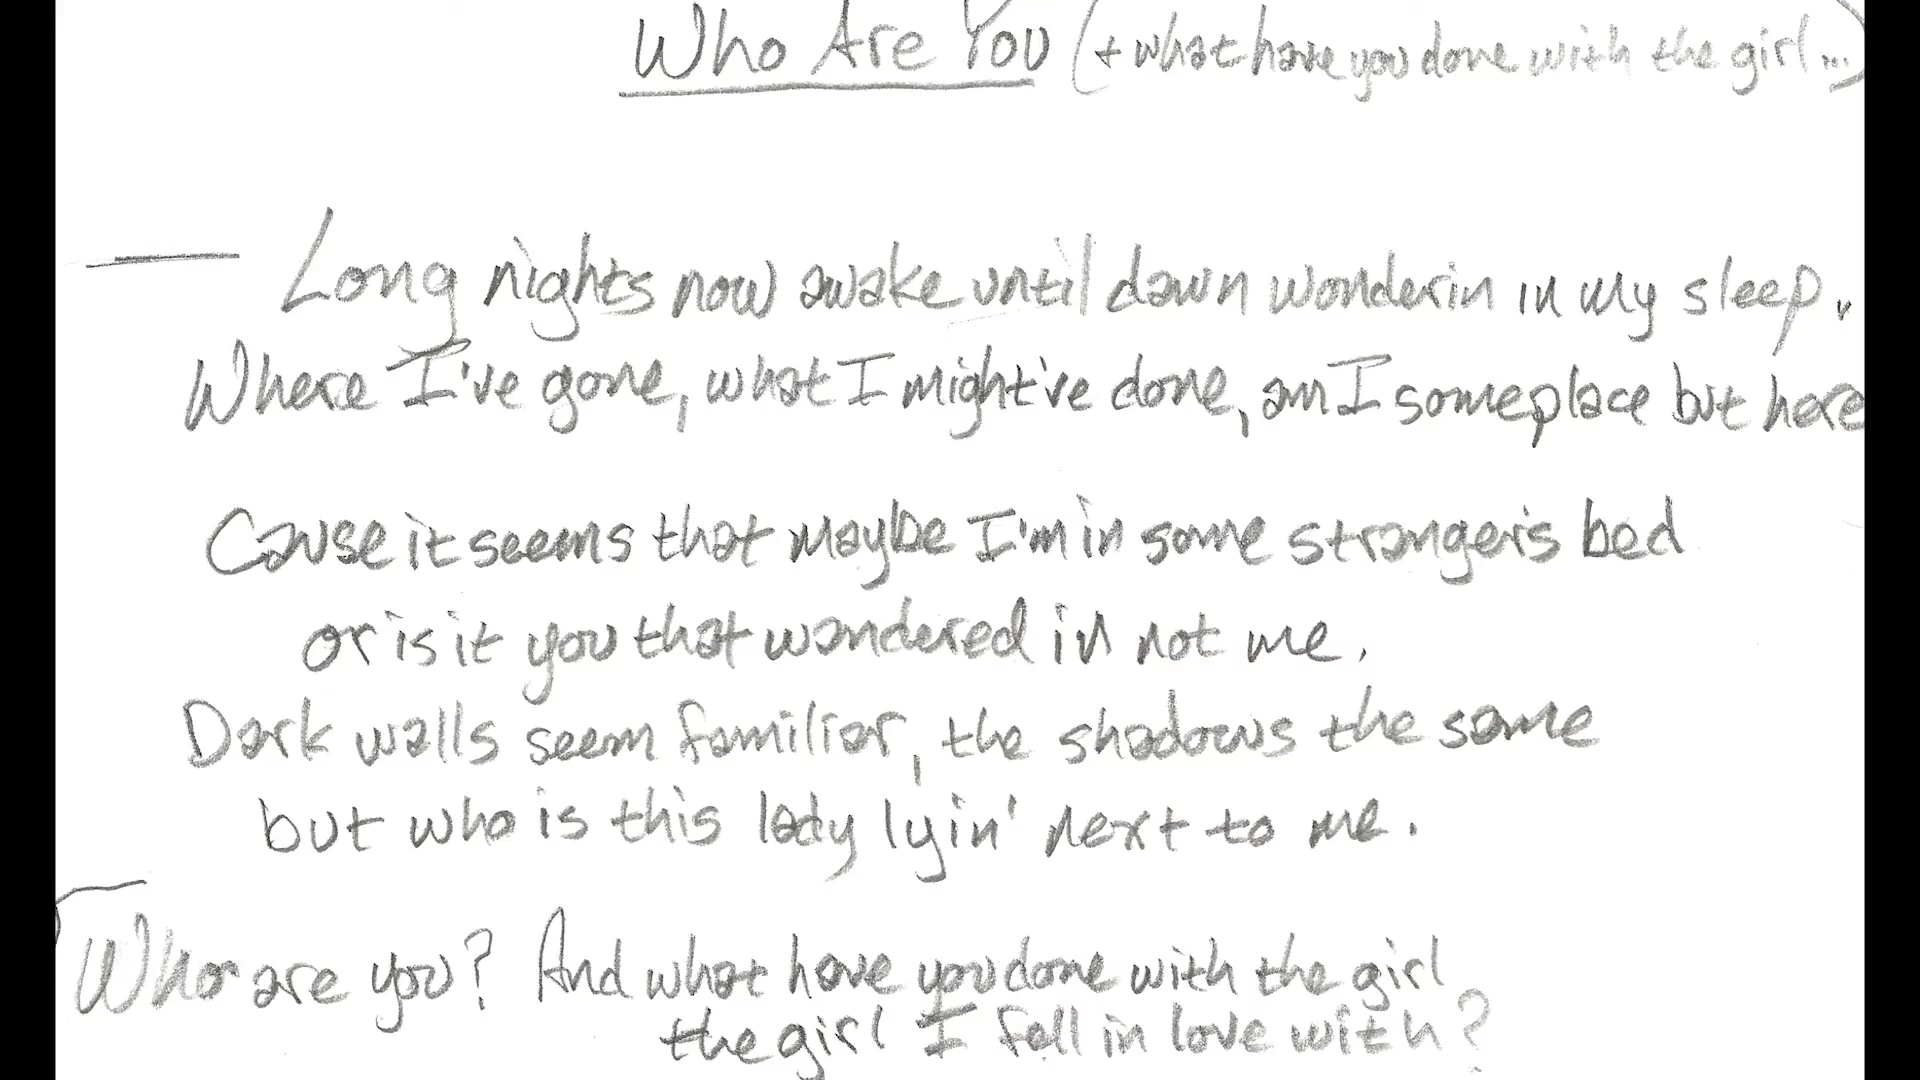 Who Are You (+ what have you done with the girl...)
Long nights now awake until dawn wonderin in my sleep.
Where I've gone, what I might've done, am I someplace but here
Cause it seems that maybe I'm in some stranger's bed
or is it you that wandered in not me.
Dark walls seem familiar, the shadows the same
but who is this lady lyin' next to me.
Who are you? And what have you done with the girl
the girl I fell in love with?